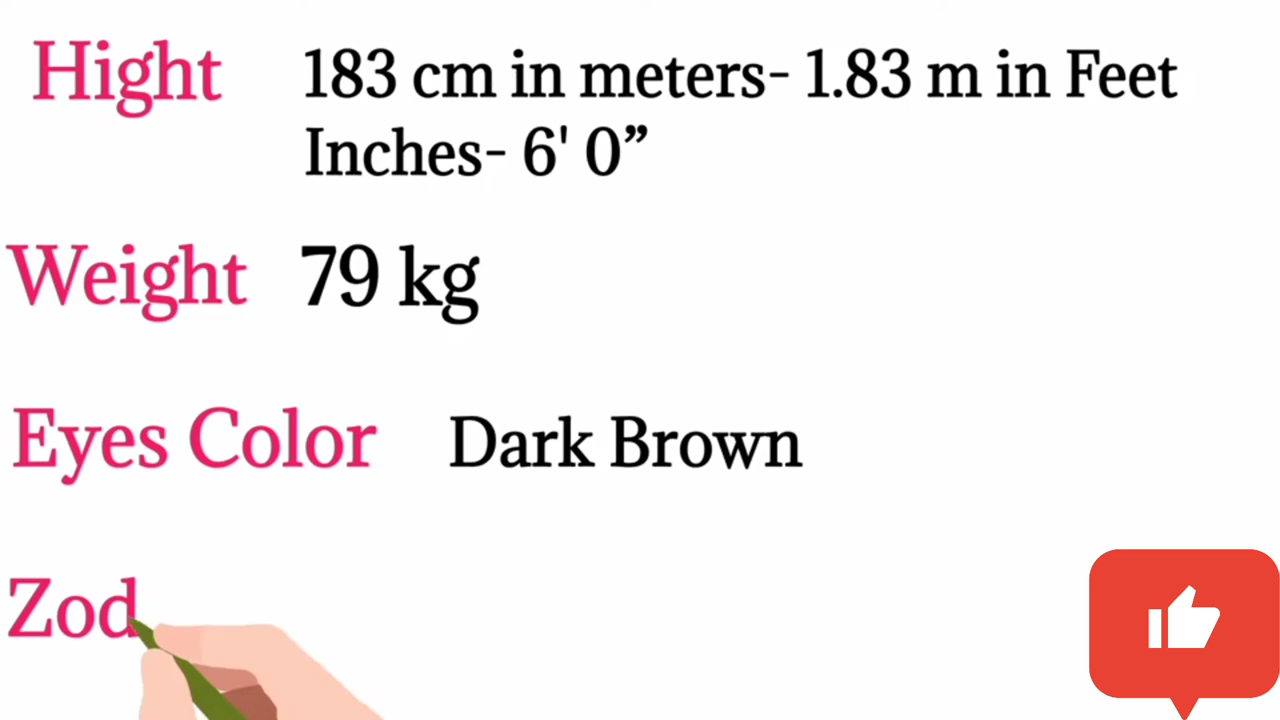 Hight 183 cm in meters- 1.83 m in Feet
Inches- 6' 0”
Weight 79 kg
Eyes Color Dark Brown
Zod